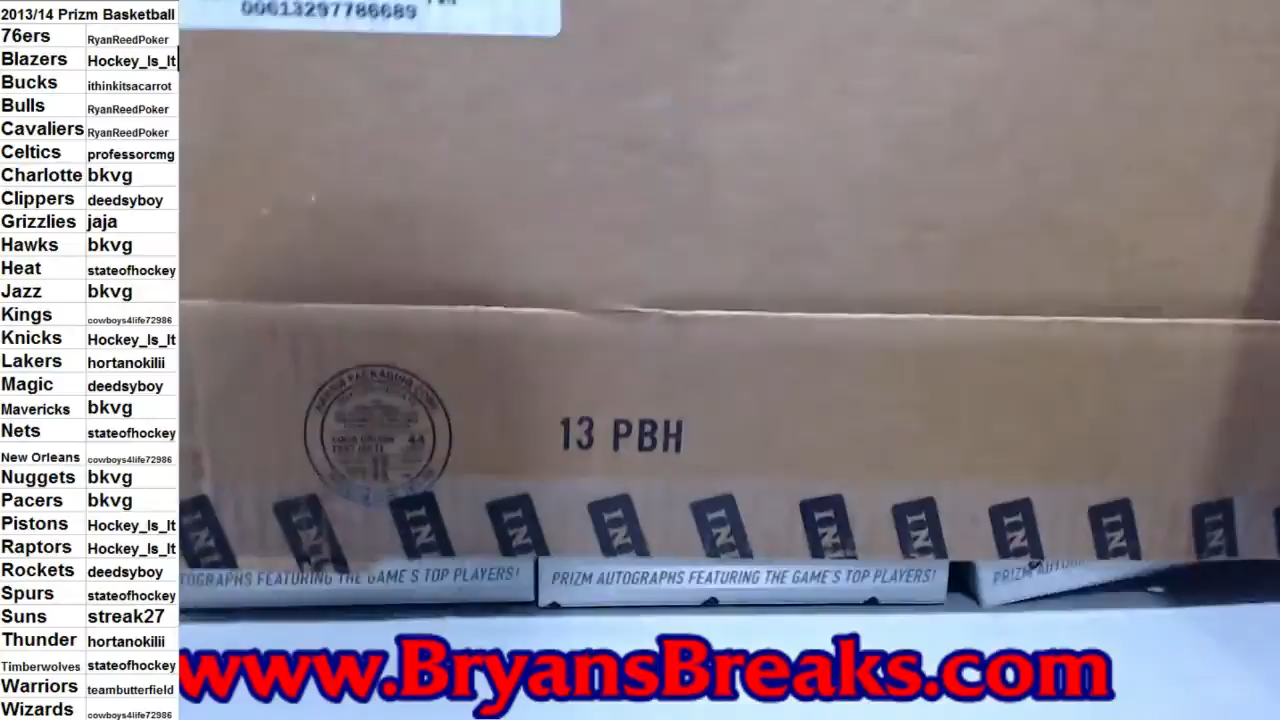 2013/14 Prizm Basketball
76ers RyanReedPoker
Blazers Hockey_Is_It
Bucks ithinkitsacarrot
Bulls RyanReedPoker
Cavaliers RyanReedPoker
Celtics professorcmg
Charlotte bkvg
Clippers deedsyboy
Grizzlies jaja
Hawks bkvg
Heat stateofhockey
Jazz bkvg
Kings cowboys4life72986
Knicks Hockey_Is_It
Lakers hortanokilii
Magic deedsyboy
Mavericks bkvg
Nets stateofhockey
New Orleans cowboys4life72986
Nuggets bkvg
Pacers bkvg
Pistons Hockey_Is_It
Raptors Hockey_Is_It
Rockets deedsyboy
Spurs stateofhockey
Suns streak27
Thunder hortanokilii
Timberwolves stateofhockey
Warriors teambutterfield
Wizards cowboys4life72986
00613297786689
13 PBH
TOGRAPHS FEATURING THE GAME'S TOP PLAYERS!
PRIZM AUTOGRAPHS FEATURING THE GAME'S TOP PLAYERS!
PRIZM
www.BryansBreaks.com